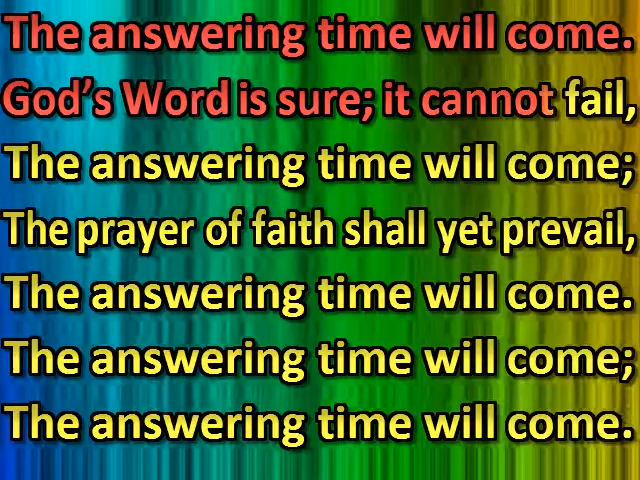 The answering time will come.
God's Word is sure; it cannot fail,
The answering time will come;
The prayer of faith shall yet prevail,
The answering time will come.
The answering time will come;
The answering time will come.